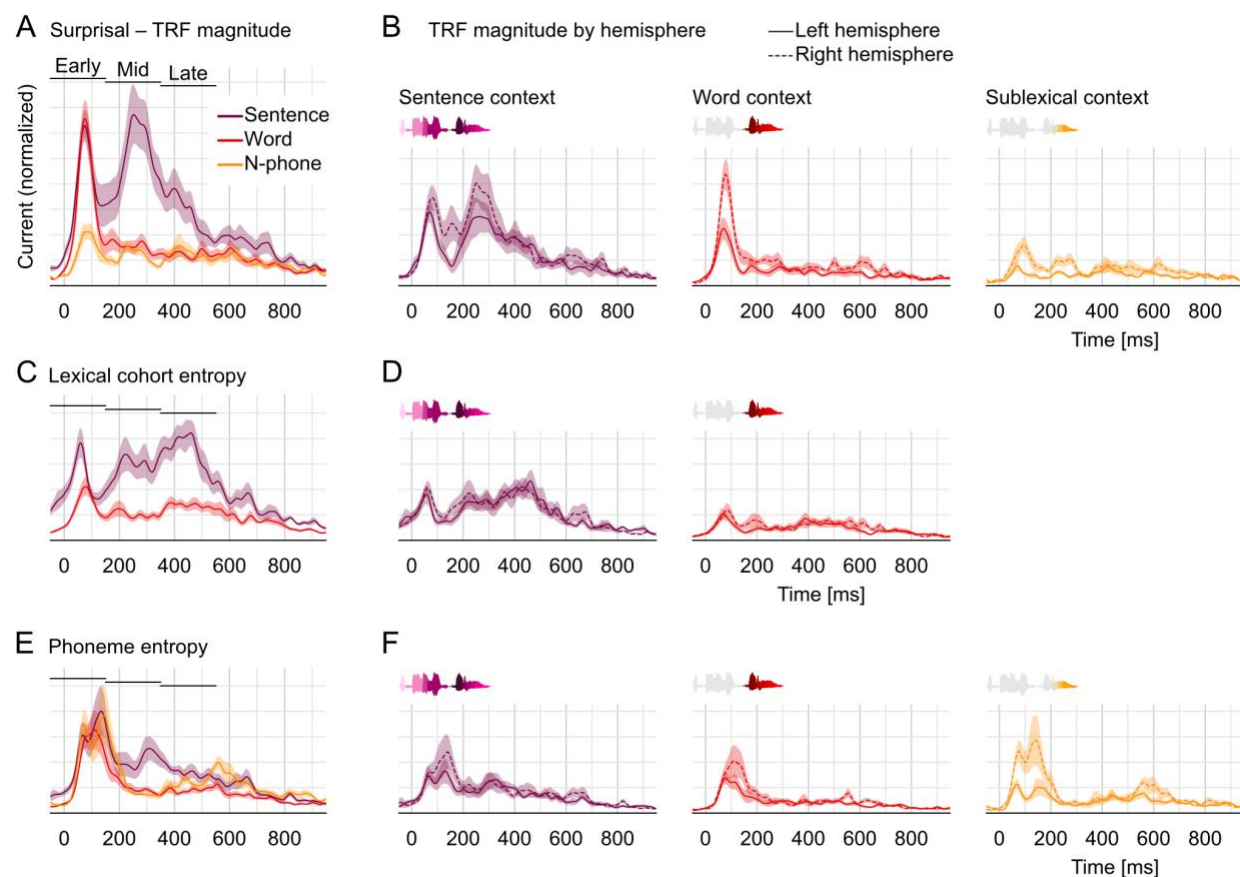 A Surprisal – TRF magnitude
Early Mid Late
Sentence
Word
N-phone
Current (normalized)
0 200 400 600 800
B TRF magnitude by hemisphere
Left hemisphere
Right hemisphere
Sentence context
Word context
Sublexical context
0 200 400 600 800
0 200 400 600 800
0 200 400 600 800
Time [ms]
C Lexical cohort entropy
0 200 400 600 800
D
0 200 400 600 800
0 200 400 600 800
Time [ms]
E Phoneme entropy
0 200 400 600 800
F
0 200 400 600 800
0 200 400 600 800
0 200 400 600 800
Time [ms]